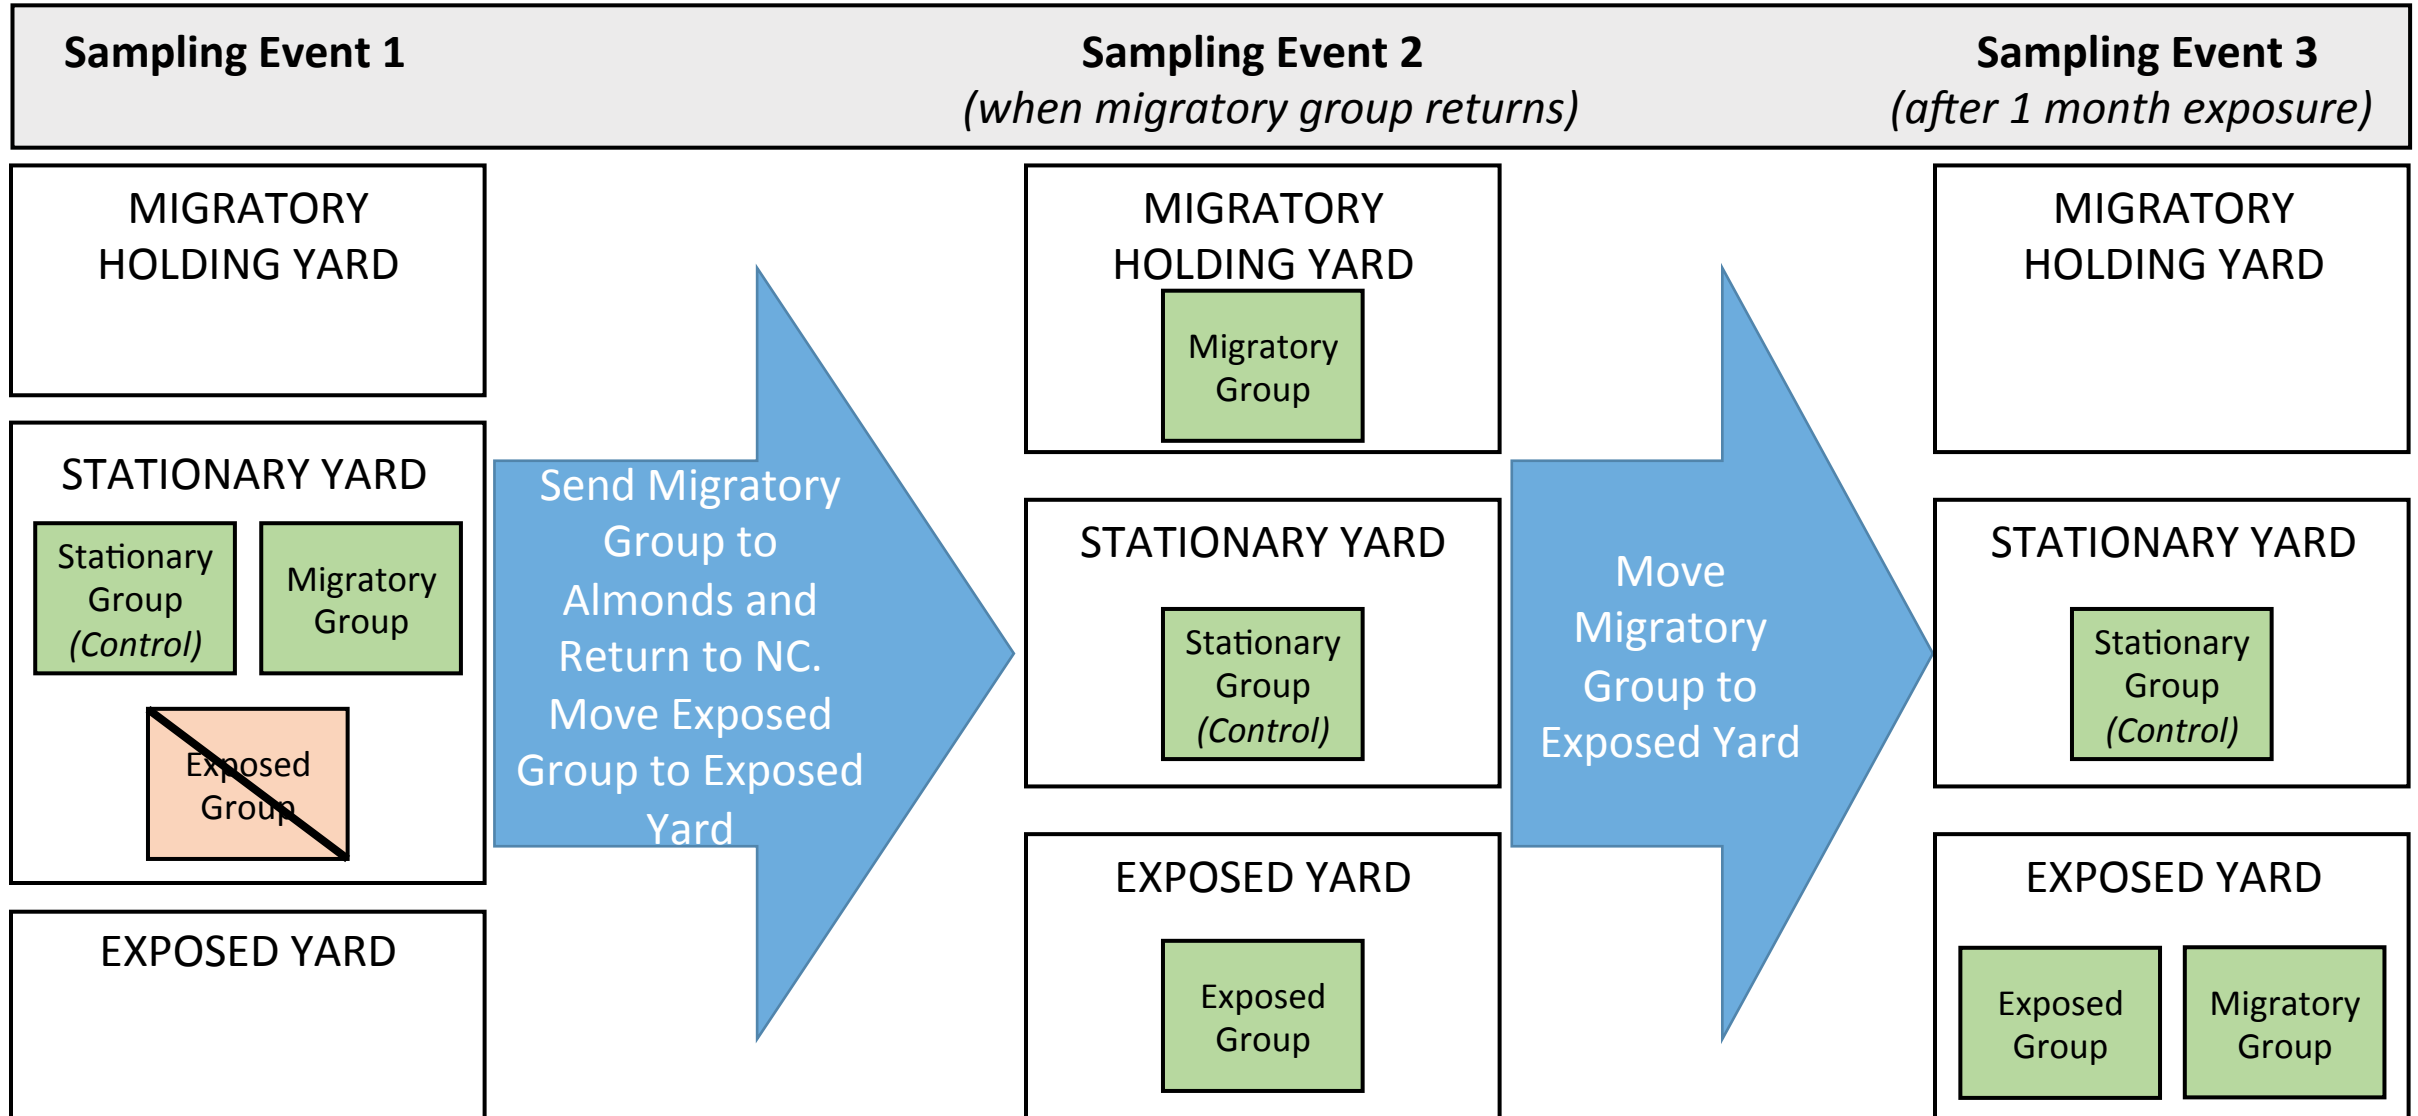 Sampling Event 1
Sampling Event 2
(when migratory group returns)
Sampling Event 3
(after 1 month exposure)
MIGRATORY
HOLDING YARD
STATIONARY YARD
Stationary
Group
(Control)
Migratory
Group
Exposed
Group
EXPOSED YARD
Send Migratory
Group to
Almonds and
Return to NC.
Move Exposed
Group to Exposed
Yard
MIGRATORY
HOLDING YARD
Migratory
Group
STATIONARY YARD
Stationary
Group
(Control)
EXPOSED YARD
Exposed
Group
Move
Migratory
Group to
Exposed Yard
MIGRATORY
HOLDING YARD
STATIONARY YARD
Stationary
Group
(Control)
EXPOSED YARD
Exposed
Group
Migratory
Group